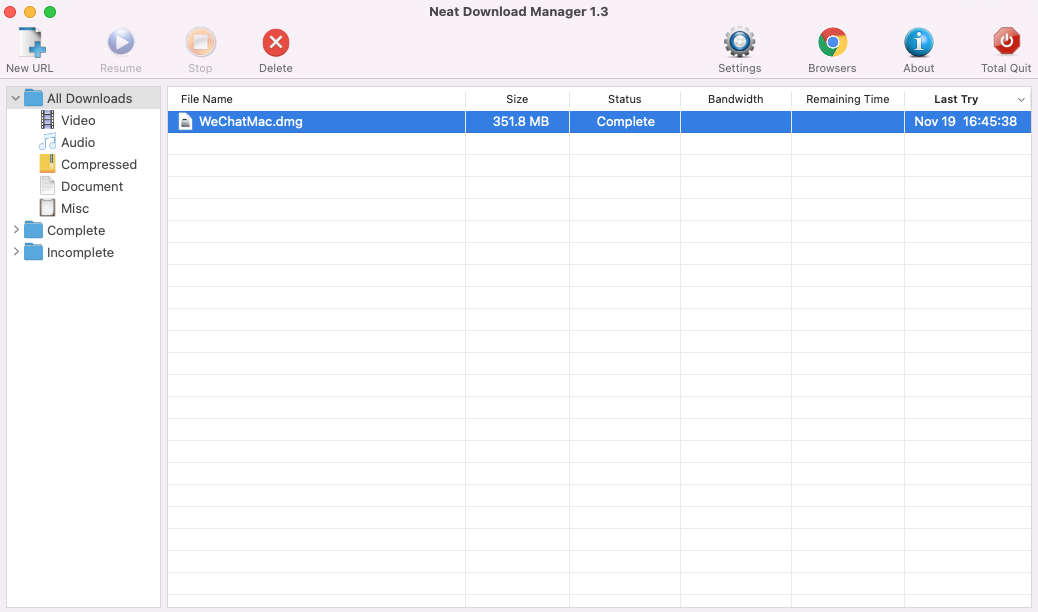 Neat Download Manager 1.3
New URL Resume Stop Delete Settings Browsers About Total Quit
All Downloads
Video
Audio
Compressed
Document
Misc
Complete
Incomplete
File Name Size Status Bandwidth Remaining Time Last Try
WeChatMac.dmg 351.8 MB Complete Nov 19 16:45:38